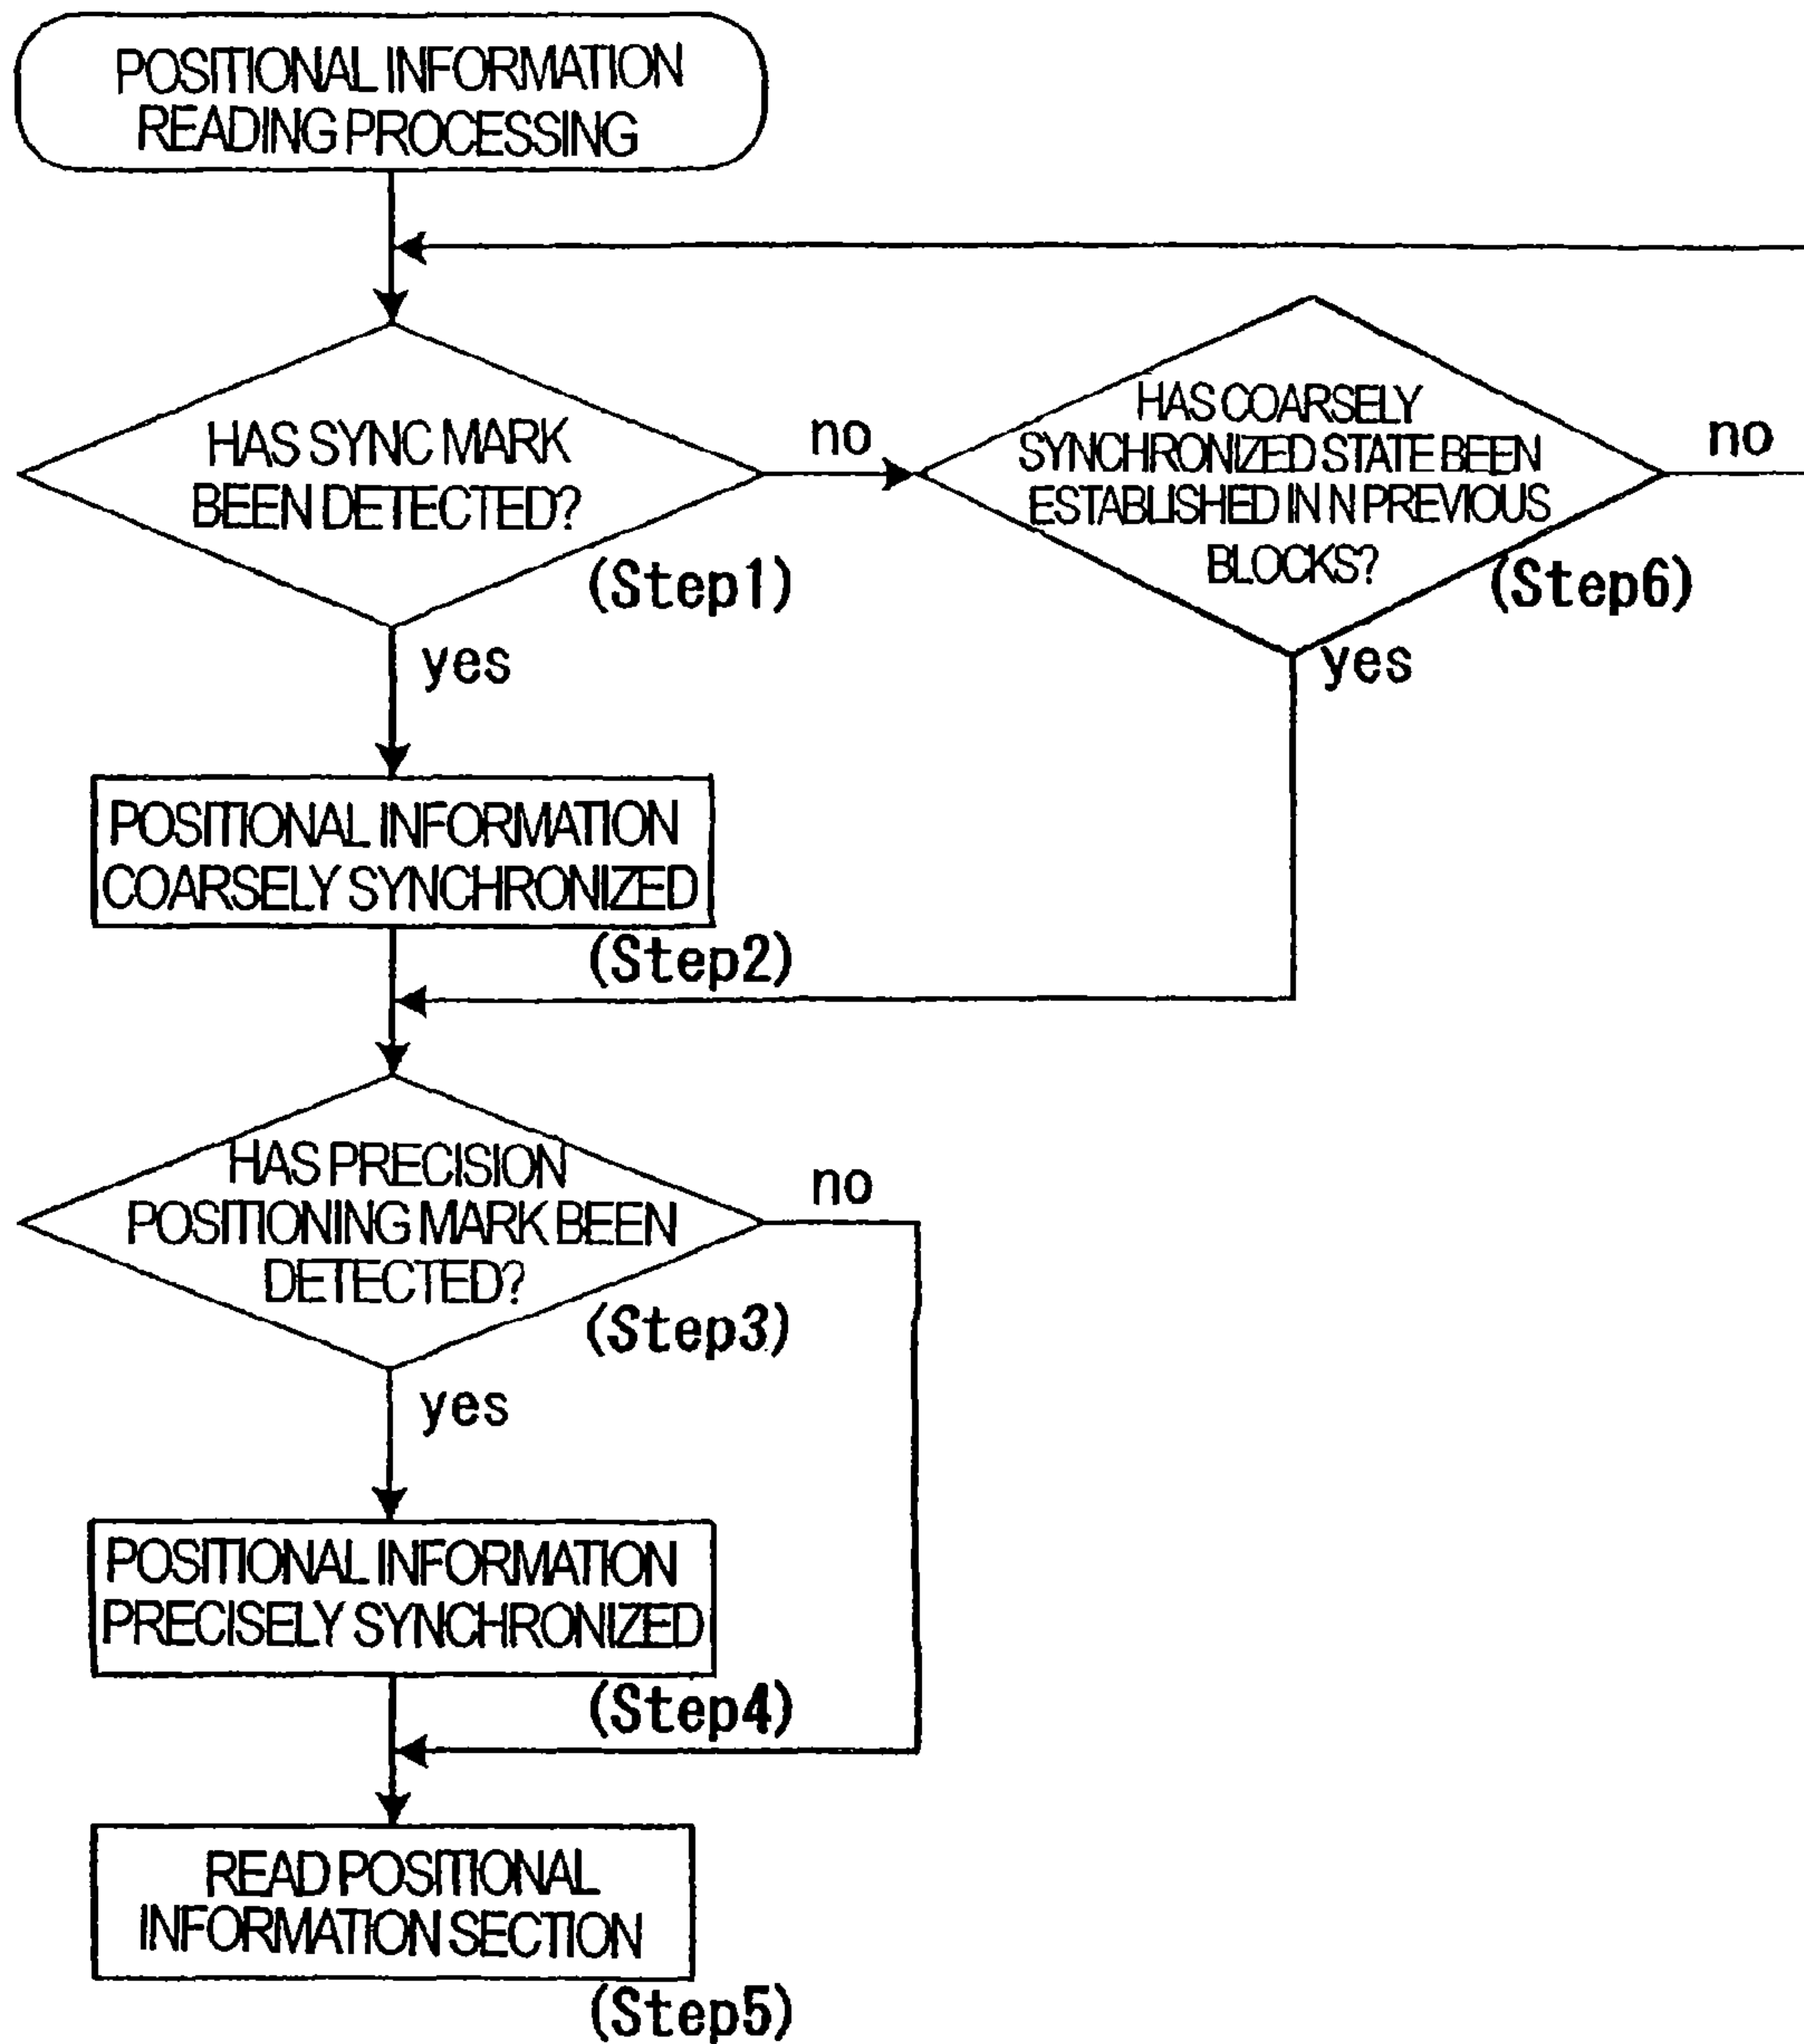 POSITIONAL INFORMATION
READING PROCESSING
HAS SYNC MARK
BEEN DETECTED?
(Step1)
no
HAS COARSELY
SYNCHRONIZED STATE BEEN
ESTABLISHED IN N PREVIOUS
BLOCKS?
(Step6)
no
yes
yes
POSITIONAL INFORMATION
COARSELY SYNCHRONIZED
(Step2)
HAS PRECISION
POSITIONING MARK BEEN
DETECTED?
(Step3)
no
yes
POSITIONAL INFORMATION
PRECISELY SYNCHRONIZED
(Step4)
READ POSITIONAL
INFORMATION SECTION
(Step5)